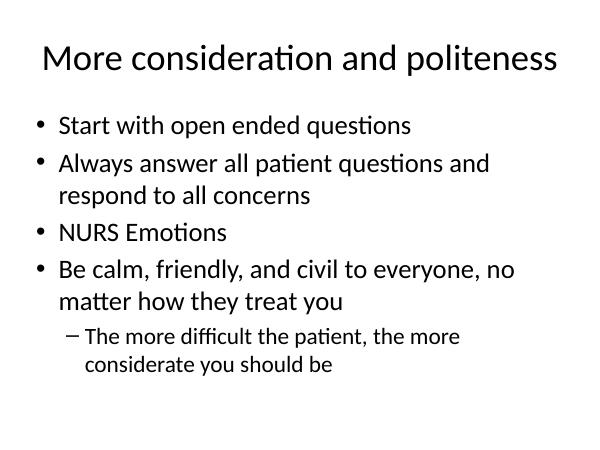 More consideration and politeness
• Start with open ended questions
• Always answer all patient questions and
respond to all concerns
• NURS Emotions
• Be calm, friendly, and civil to everyone, no
matter how they treat you
– The more difficult the patient, the more
considerate you should be